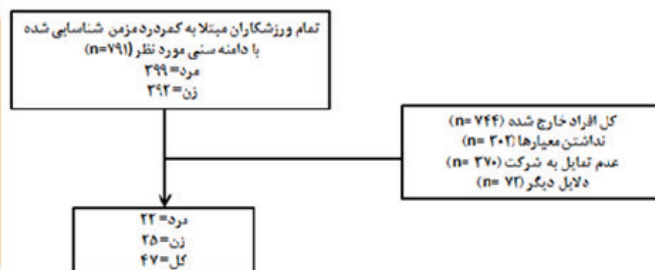 تمام ورزشکاران مبتلا به کمردرد مزمن شناسایی شده
با دامنه سنی مورد نظر (n=۷۹۱)
مرد= ۳۹۹
زن= ۳۹۲
کل افراد خارج شده (n= ۷۴۴)
نداشتن معیارها (n= ۳۰۲)
عدم تمایل به شرکت (n= ۳۷۰)
دلایل دیگر (n= ۷۲)
مرد= ۲۲
زن= ۲۵
کل= ۴۷